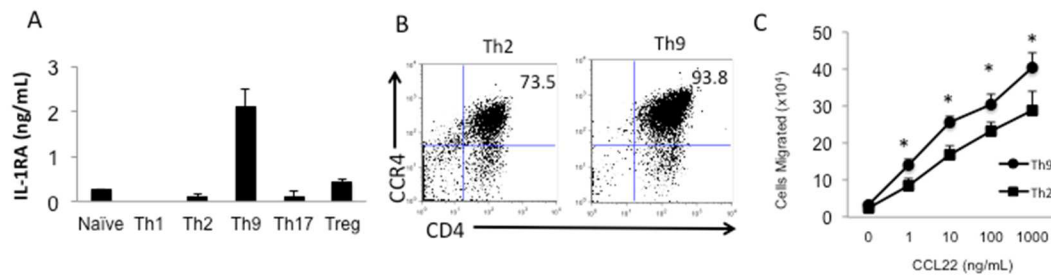 A
IL-1RA (ng/mL)
3
2
1
0
Naïve Th1 Th2 Th9 Th17 Treg
B
Th2 Th9
73.5 93.8
CCR4
CD4
C
Cells Migrated (x10⁴)
50
40
30
20
10
0
* * * *
Th9
Th2
0 1 10 100 1000
CCL22 (ng/mL)